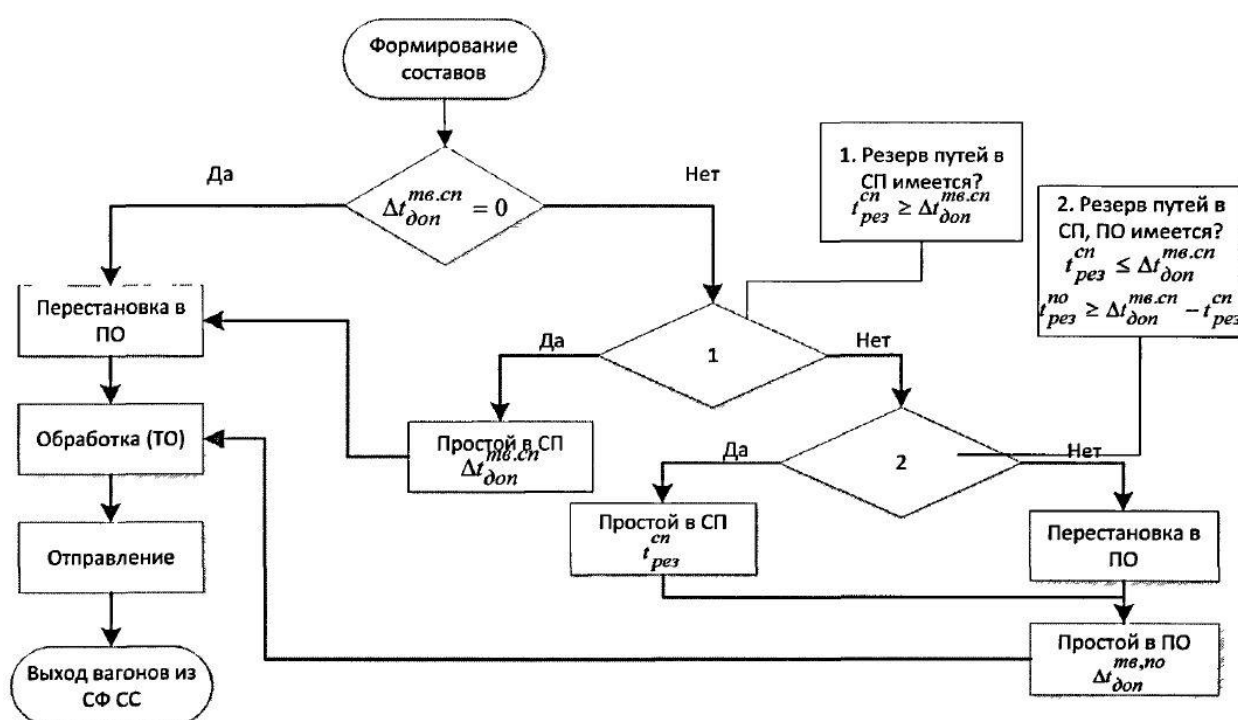 Формирование
составов
Да
Нет
Δt доп тв.сп = 0
1. Резерв путей в
СП имеется?
t рез сп ≥ Δt доп тв.сп
2. Резерв путей в
СП, ПО имеется?
t рез сп ≤ Δt доп тв.сп
t рез по ≥ Δt доп тв.сп − t рез сп
Перестановка в
ПО
Да
1
Нет
Обработка (ТО)
Простой в СП
Δt доп тв.сп
Да
2
Нет
Простой в СП
t рез сп
Перестановка в
ПО
Отправление
Простой в ПО
Δt доп тв,по
Выход вагонов из
СФ СС